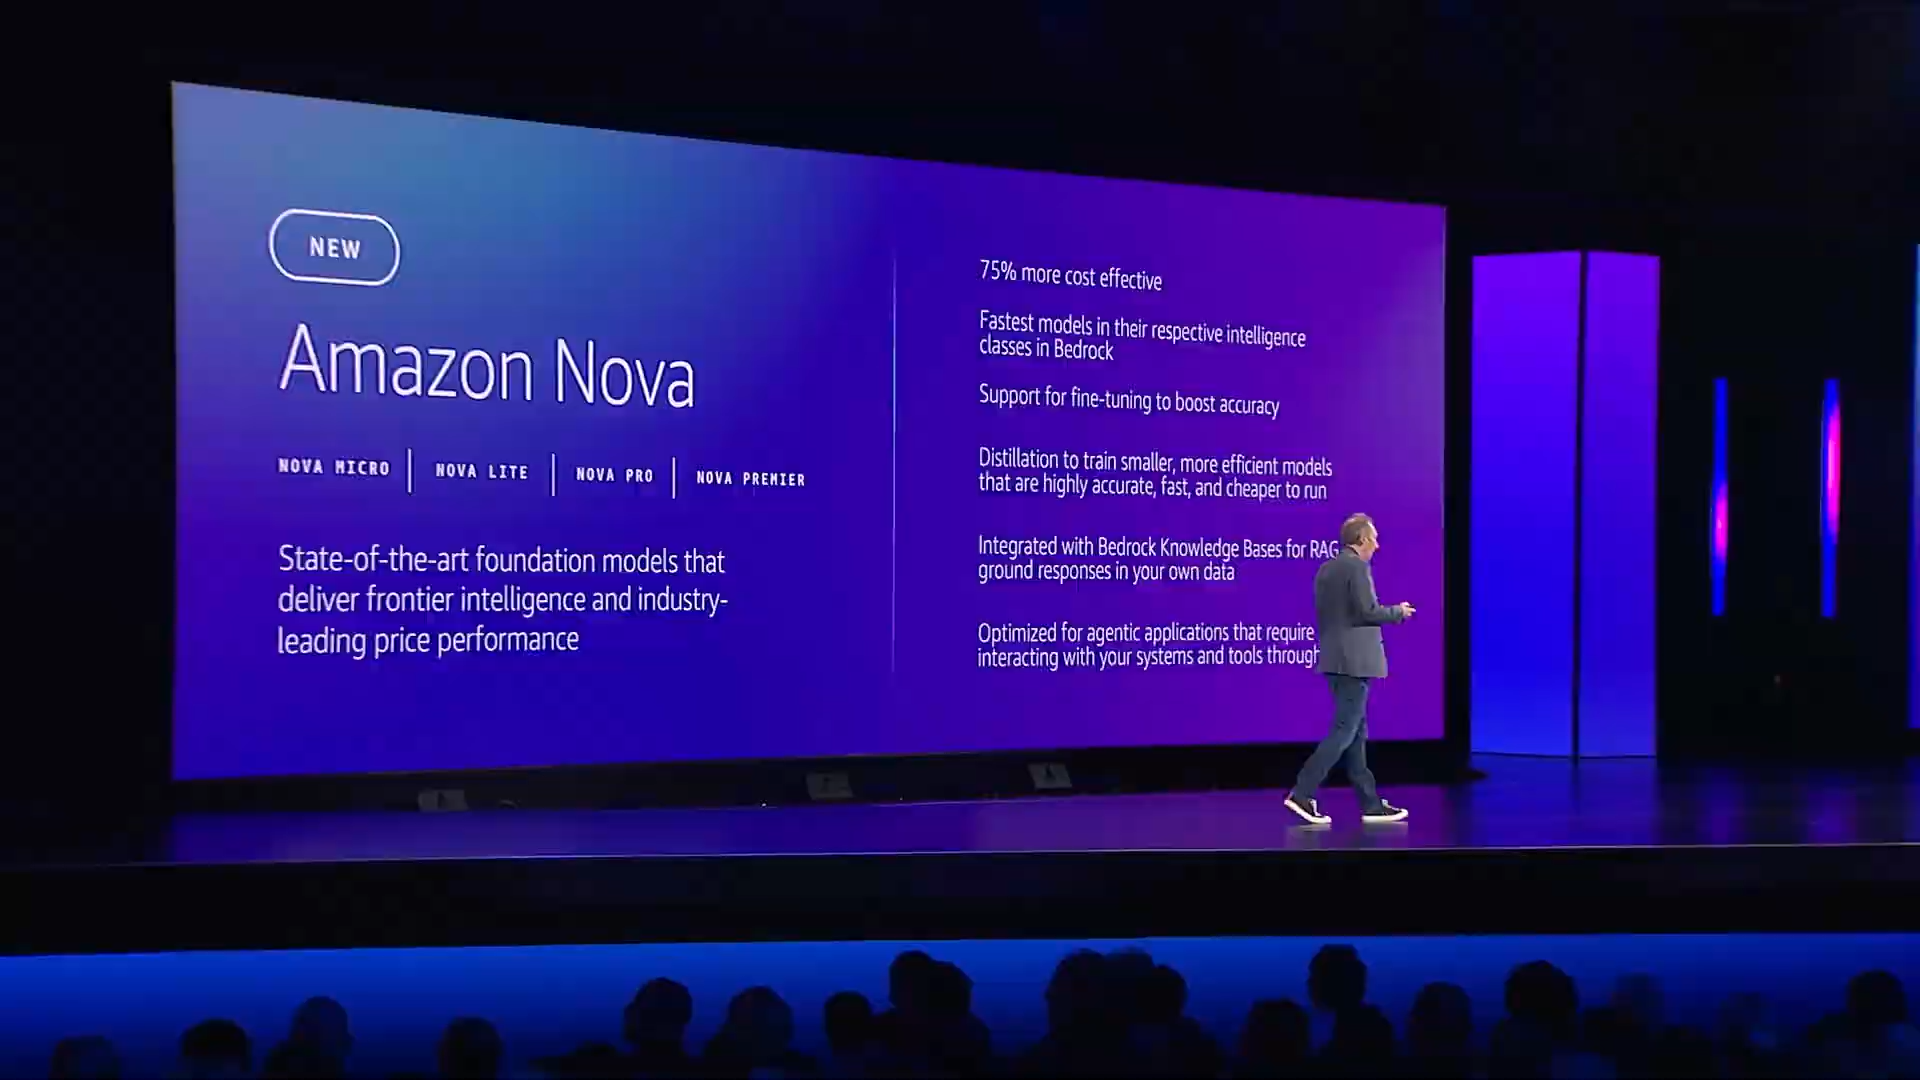 NEW
Amazon Nova
NOVA MICRO | NOVA LITE | NOVA PRO | NOVA PREMIER
State-of-the-art foundation models that
deliver frontier intelligence and industry-
leading price performance
75% more cost effective
Fastest models in their respective intelligence
classes in Bedrock
Support for fine-tuning to boost accuracy
Distillation to train smaller, more efficient models
that are highly accurate, fast, and cheaper to run
Integrated with Bedrock Knowledge Bases for RAG
ground responses in your own data
Optimized for agentic applications that require
interacting with your systems and tools through